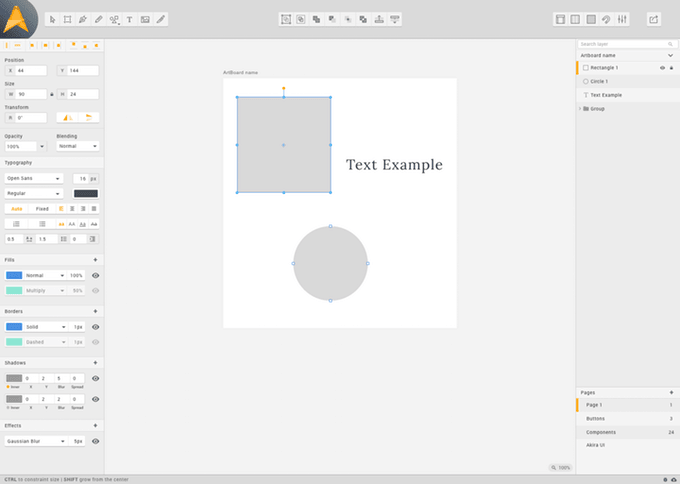 Position
X 44 Y 144
Size
W 90 H 24
Transform
R 0°
Opacity Blending
100% Normal
Typography
Open Sans 16 px
Regular
Auto Fixed
aa AA Aa Aa
0.5 1.5 0
Fills
Normal 100%
Multiply
Borders
Solid 1px
Dashed 1px
Shadows
0 2 5 0
Inner X Y Blur Spread
0 2 2 0
Inner X Y Blur Spread
Effects
Gaussian Blur 5px
ArtBoard name
Text Example
100%
Search layer
Artboard name
Rectangle 1
Circle 1
Text Example
Group
Pages
Page 1 1
Buttons 3
Components 24
Akira UI
CTRL to constraint size | SHIFT grow from the center